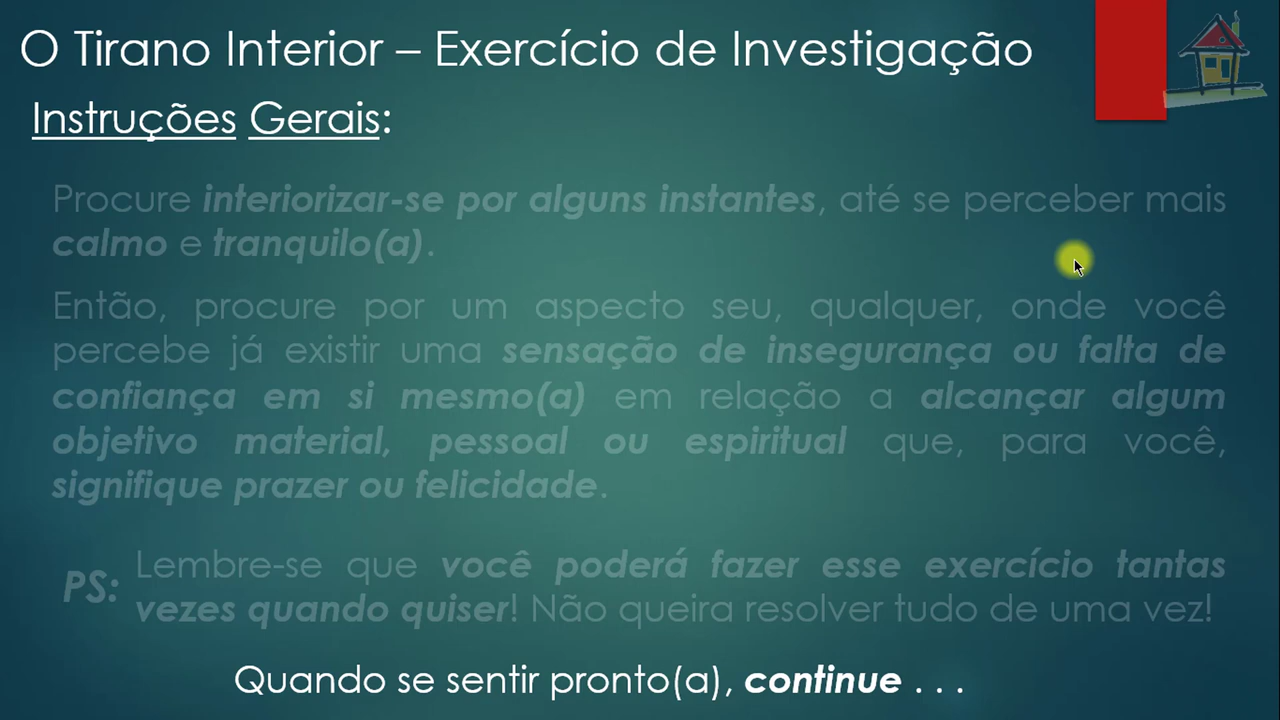 O Tirano Interior – Exercício de Investigação
Instruções Gerais:
Procure interiorizar-se por alguns instantes, até se perceber mais
calmo e tranquilo(a).
Então, procure por um aspecto seu, qualquer, onde você
percebe já existir uma sensação de insegurança ou falta de
confiança em si mesmo(a) em relação a alcançar algum
objetivo material, pessoal ou espiritual que, para você,
signifique prazer ou felicidade.
PS: Lembre-se que você poderá fazer esse exercício tantas
vezes quando quiser! Não queira resolver tudo de uma vez!
Quando se sentir pronto(a), continue . . .